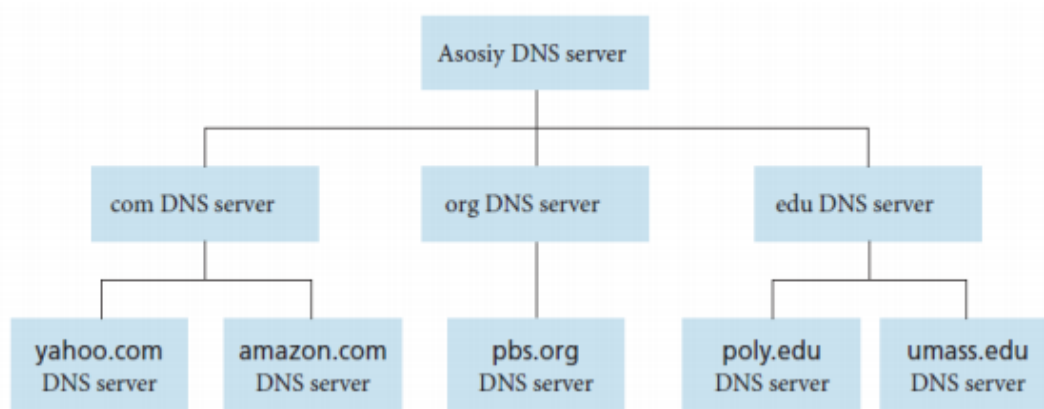 Asosiy DNS server
com DNS server
org DNS server
edu DNS server
yahoo.com
DNS server
amazon.com
DNS server
pbs.org
DNS server
poly.edu
DNS server
umass.edu
DNS server